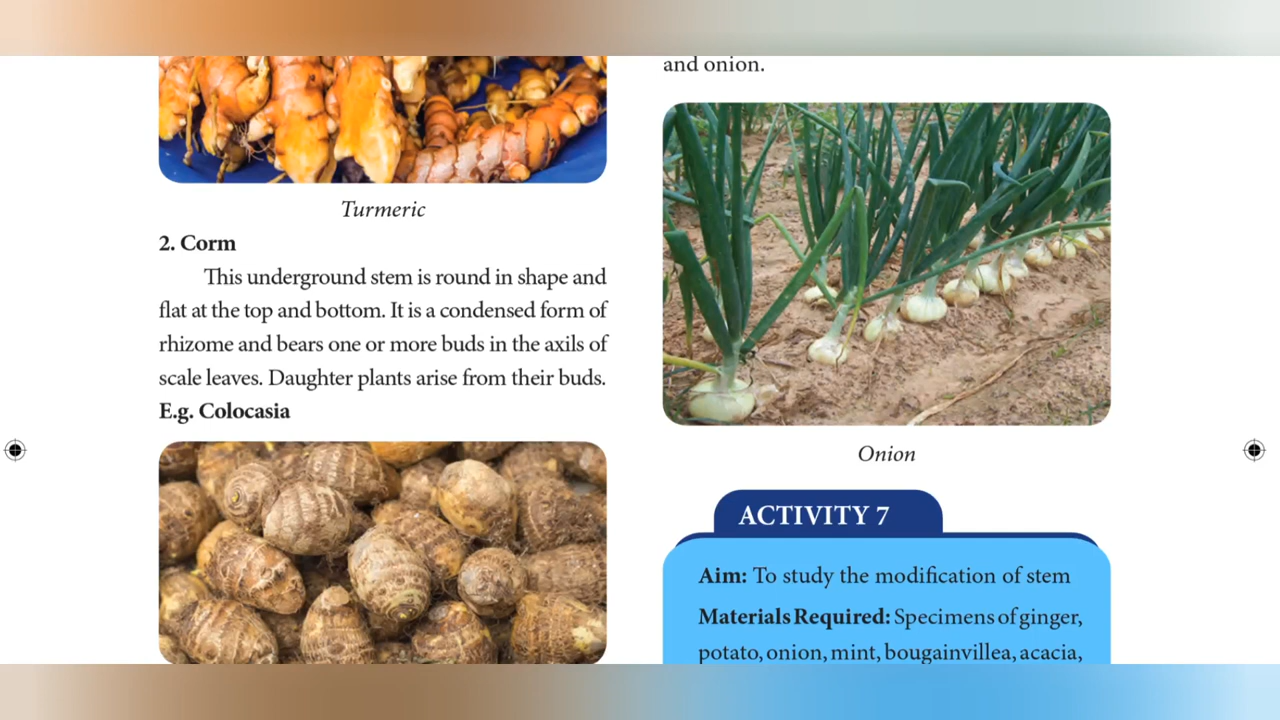 Turmeric
2. Corm
This underground stem is round in shape and
flat at the top and bottom. It is a condensed form of
rhizome and bears one or more buds in the axils of
scale leaves. Daughter plants arise from their buds.
E.g. Colocasia
and onion.
Onion
ACTIVITY 7
Aim: To study the modification of stem
Materials Required: Specimens of ginger,
potato, onion, mint, bougainvillea, acacia,